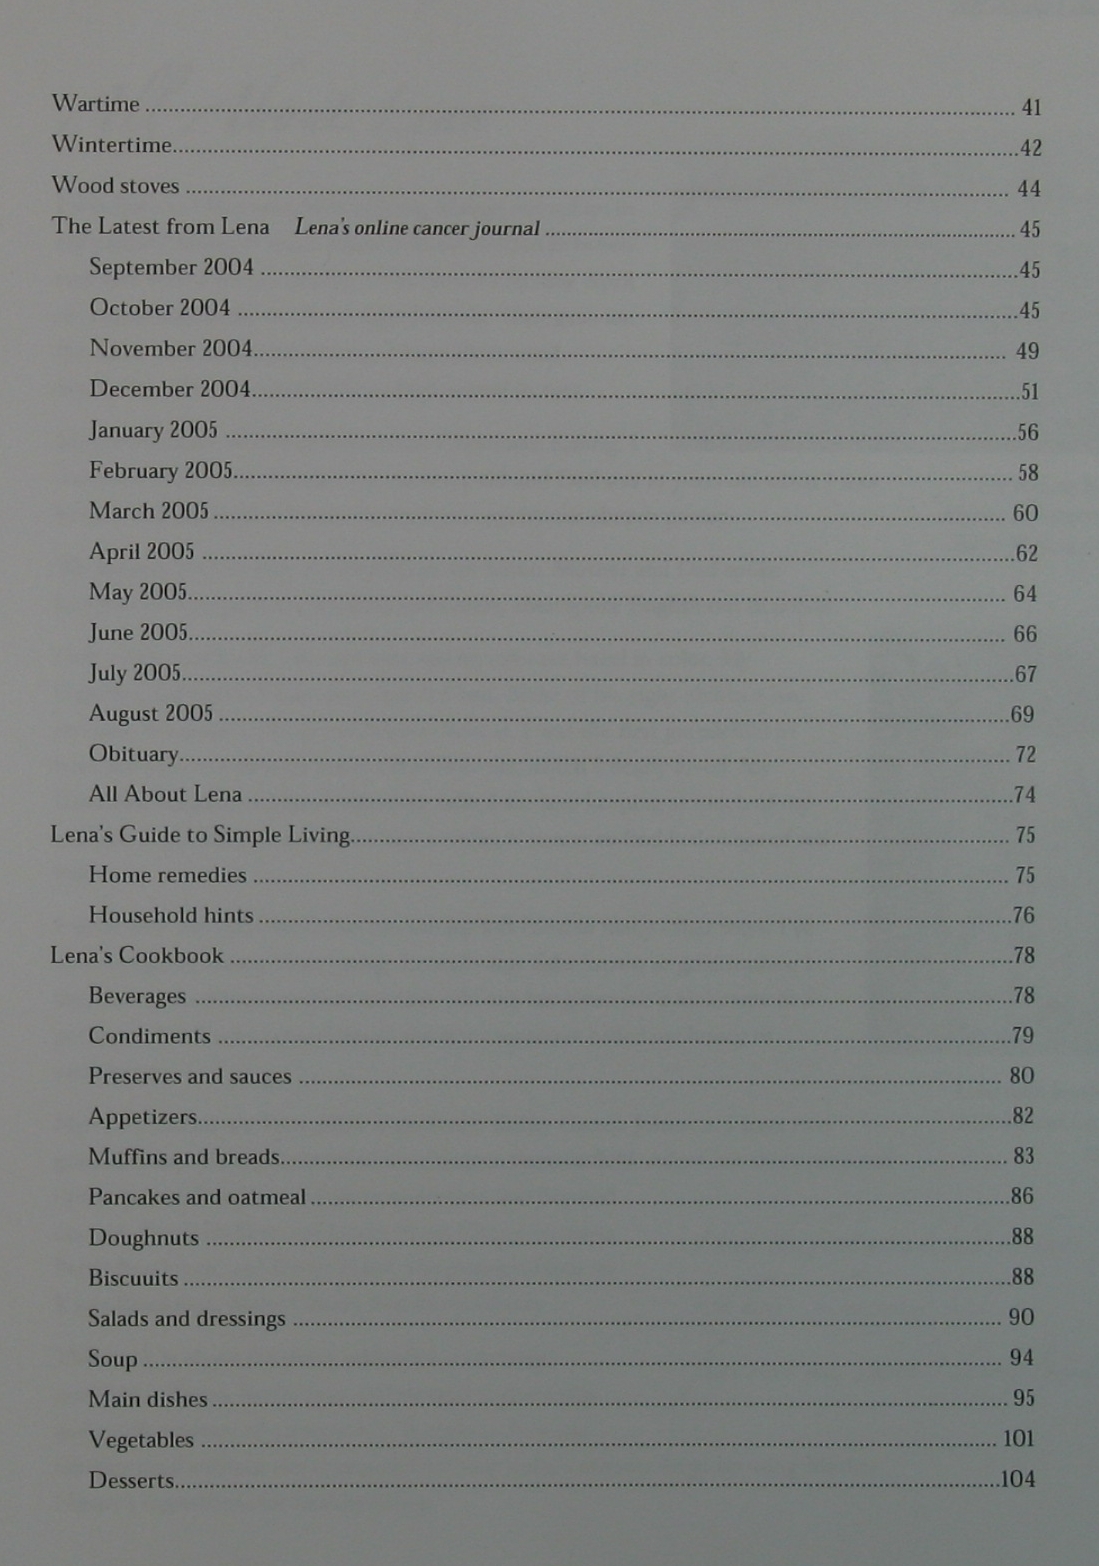 Wartime ........ 41
Wintertime........ 42
Wood stoves ........ 44
The Latest from Lena Lena's online cancer journal ........ 45
September 2004 ........ 45
October 2004 ........ 45
November 2004........ 49
December 2004........ 51
January 2005 ........ 56
February 2005........ 58
March 2005 ........ 60
April 2005 ........ 62
May 2005........ 64
June 2005........ 66
July 2005........ 67
August 2005 ........ 69
Obituary........ 72
All About Lena ........ 74
Lena's Guide to Simple Living........ 75
Home remedies ........ 75
Household hints ........ 76
Lena's Cookbook ........ 78
Beverages ........ 78
Condiments ........ 79
Preserves and sauces ........ 80
Appetizers........ 82
Muffins and breads........ 83
Pancakes and oatmeal ........ 86
Doughnuts ........ 88
Biscuuits ........ 88
Salads and dressings ........ 90
Soup ........ 94
Main dishes ........ 95
Vegetables ........ 101
Desserts........ 104